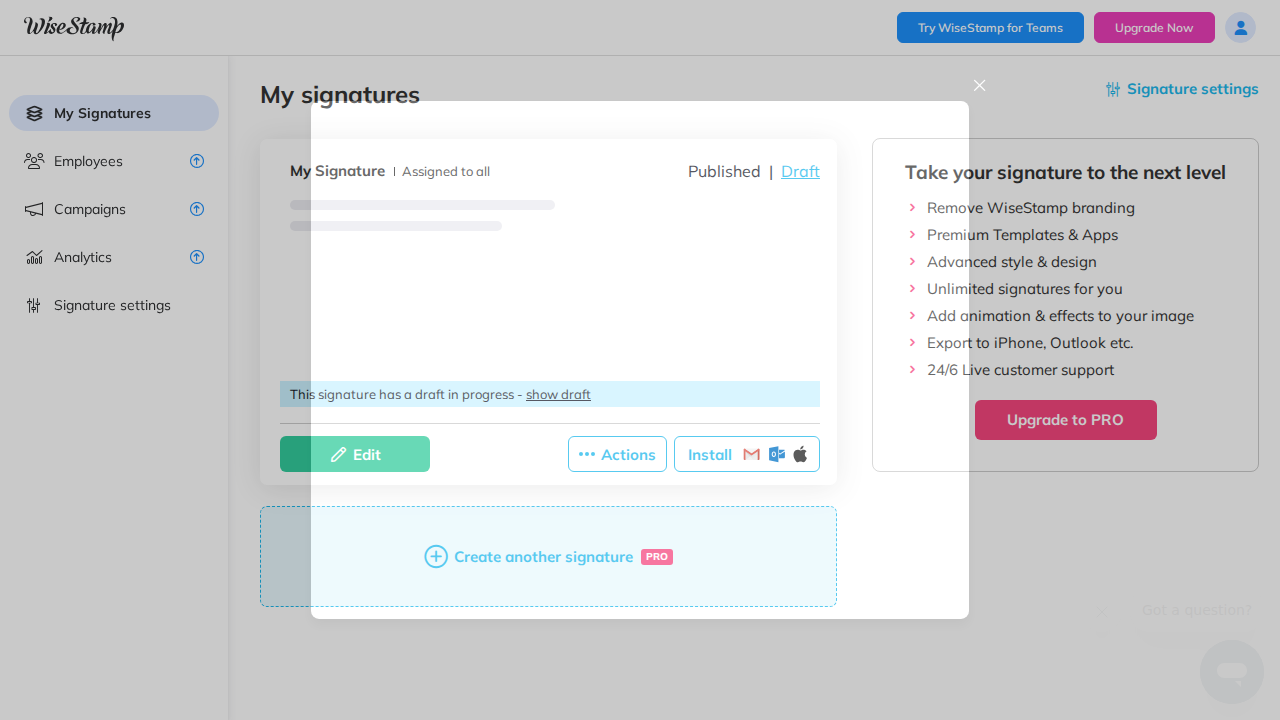 WiseStamp
Try WiseStamp for Teams
Upgrade Now
My Signatures
Employees
Campaigns
Analytics
Signature settings
My signatures
Signature settings
My Signature
Assigned to all
Published | Draft
This signature has a draft in progress - show draft
Edit
Actions
Install
Create another signature PRO
Take your signature to the next level
Remove WiseStamp branding
Premium Templates & Apps
Advanced style & design
Unlimited signatures for you
Add animation & effects to your image
Export to iPhone, Outlook etc.
24/6 Live customer support
Upgrade to PRO
Got a question?